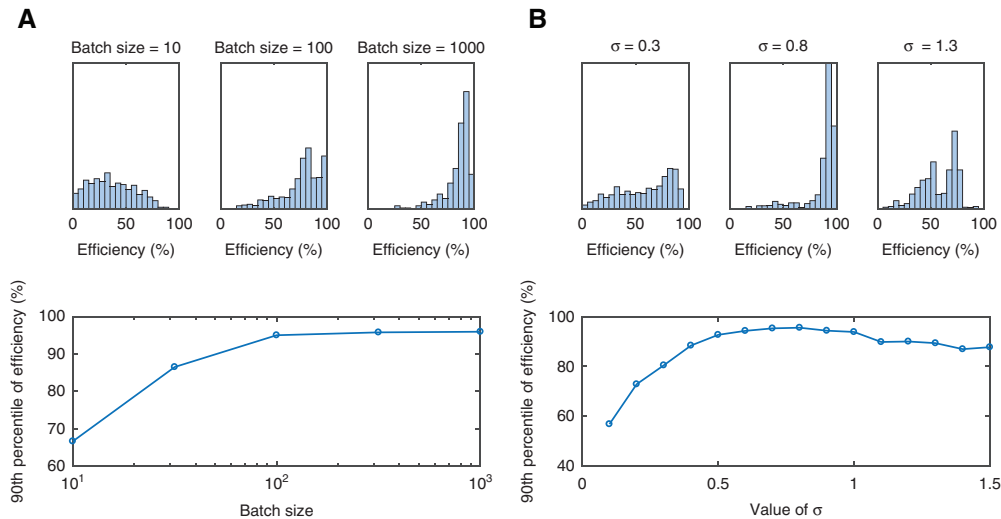 A
B
Batch size = 10
Batch size = 100
Batch size = 1000
σ = 0.3
σ = 0.8
σ = 1.3
0 50 100
0 50 100
0 50 100
0 50 100
0 50 100
0 50 100
Efficiency (%)
Efficiency (%)
Efficiency (%)
Efficiency (%)
Efficiency (%)
Efficiency (%)
90th percentile of efficiency (%)
100
90
80
70
60
10¹ 10² 10³
Batch size
90th percentile of efficiency (%)
100
80
60
40
0 0.5 1 1.5
Value of σ